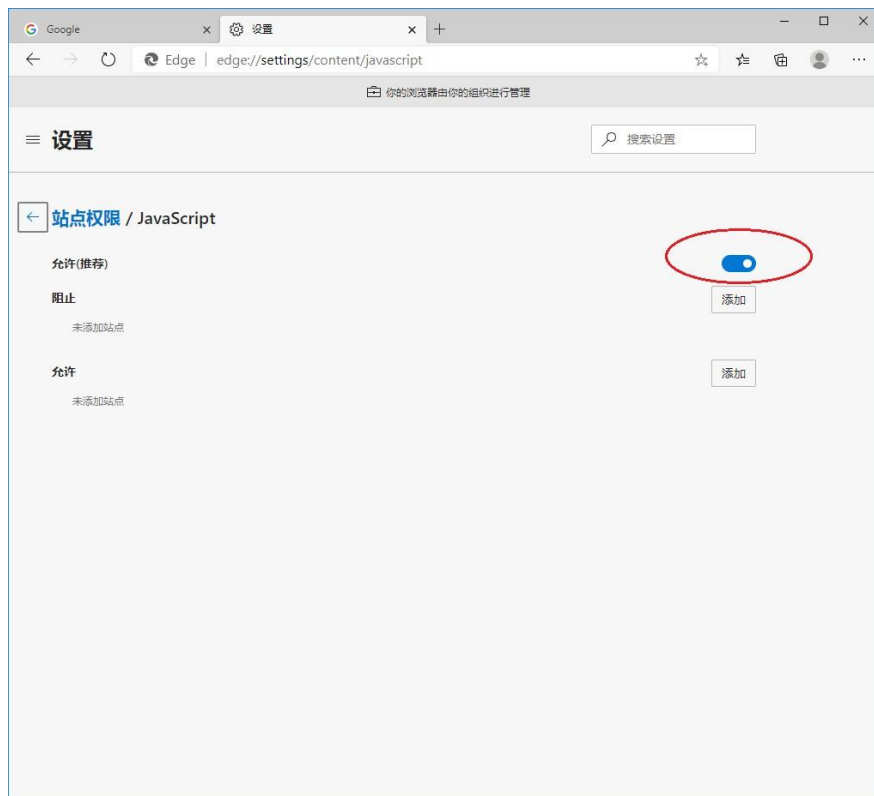 Google
设置
Edge | edge://settings/content/javascript
你的浏览器由你的组织进行管理
设置
搜索设置
站点权限 / JavaScript
允许(推荐)
阻止
添加
未添加站点
允许
添加
未添加站点